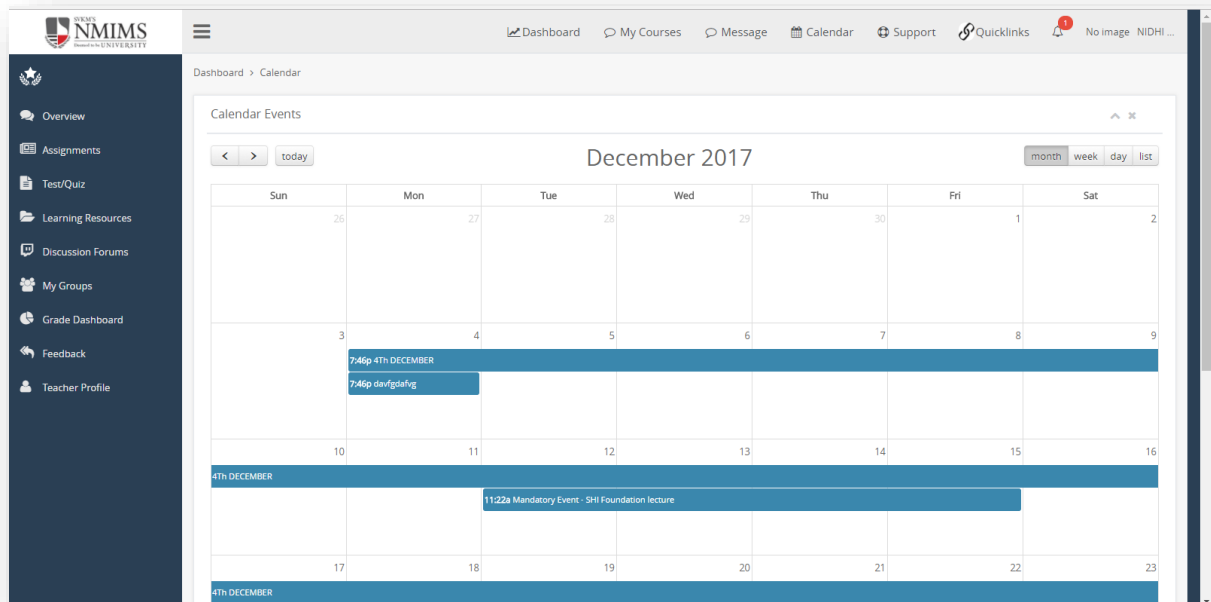 SVKM'S
NMIMS
Deemed to be UNIVERSITY
Dashboard My Courses Message Calendar Support Quicklinks 1 No image NIDHI ...
Overview
Assignments
Test/Quiz
Learning Resources
Discussion Forums
My Groups
Grade Dashboard
Feedback
Teacher Profile
Dashboard > Calendar
Calendar Events
< > today December 2017 month week day list
Sun Mon Tue Wed Thu Fri Sat
26 27 28 29 30 1 2
3 4 5 6 7 8 9
7:46p 4Th DECEMBER
7:46p davfgdafvg
10 11 12 13 14 15 16
4Th DECEMBER
11:22a Mandatory Event - SHI Foundation lecture
17 18 19 20 21 22 23
4Th DECEMBER